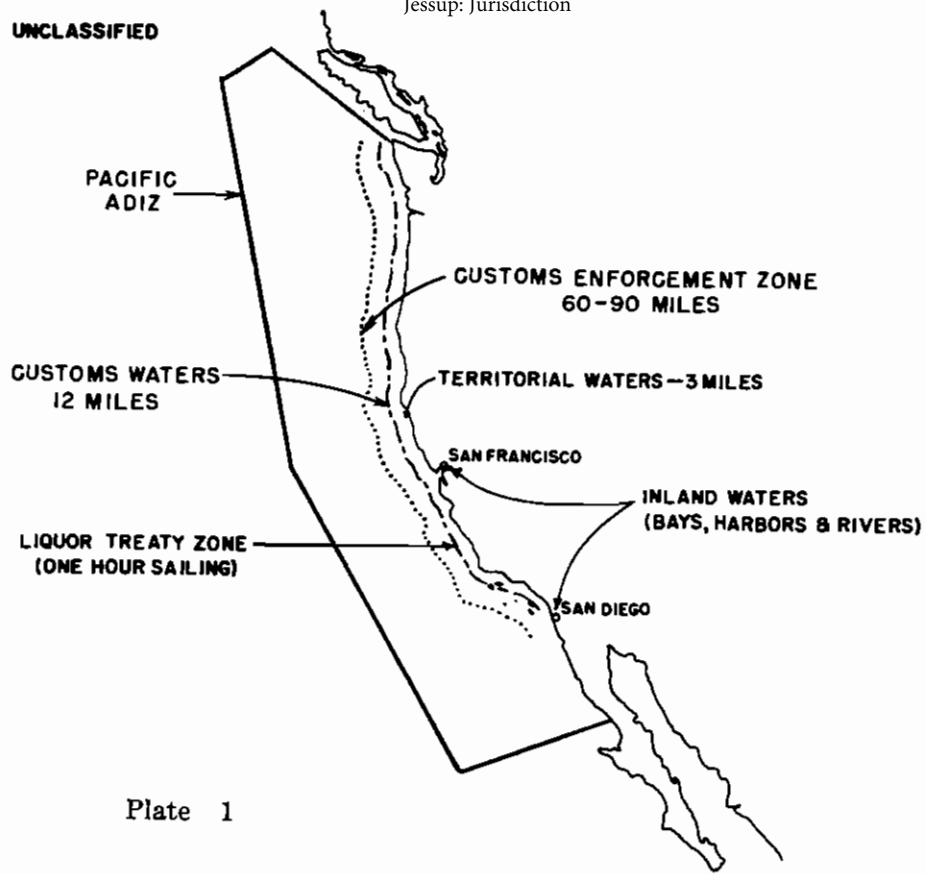 Jessup: Jurisdiction
UNCLASSIFIED
PACIFIC
ADIZ
CUSTOMS ENFORCEMENT ZONE
60-90 MILES
CUSTOMS WATERS
12 MILES
TERRITORIAL WATERS-3 MILES
SAN FRANCISCO
INLAND WATERS
(BAYS, HARBORS & RIVERS)
LIQUOR TREATY ZONE
(ONE HOUR SAILING)
SAN DIEGO
Plate 1